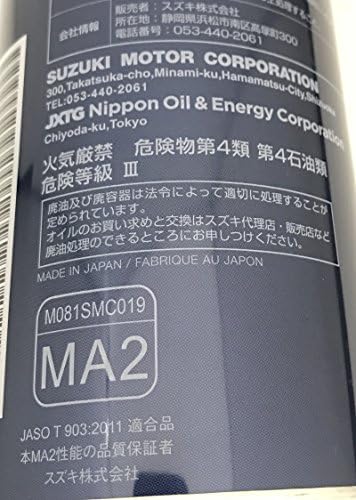 会社情報
販売者：スズキ株式会社
所在地：静岡県浜松市南区高塚町300
電話番号：053-440-2061
SUZUKI MOTOR CORPORATION
300,Takatsuka-cho,Minami-ku,Hamamatsu-City,
TEL:053-440-2061
JXTG Nippon Oil & Energy Corporation
Chiyoda-ku,Tokyo
火気厳禁 危険物第4類 第4石油類
危険等級 Ⅲ
廃油及び廃容器は法令によって適切に処理することが
定められています。
オイルのお買い求めと交換はスズキ代理店・販売店など
廃油処理のできるところにお申しつけください。
MADE IN JAPAN / FABRIQUE AU JAPON
M081SMC019
MA2
JASO T 903:2011 適合品
本MA2性能の品質保証者
スズキ株式会社